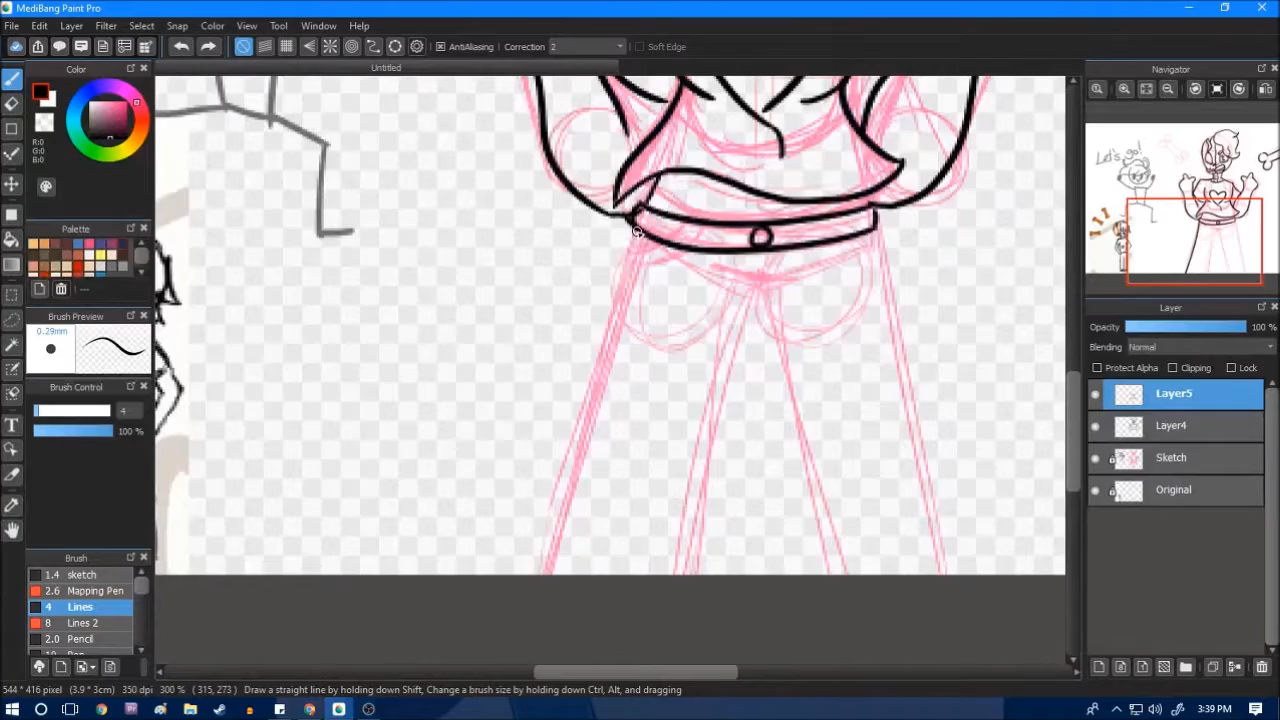 MediBang Paint Pro
File Edit Layer Filter Select Snap Color View Tool Window Help
AntiAliasing Correction 2 Soft Edge
Color
Untitled
Navigator
R:0
G:0
B:0
Let's go!
Palette
---
Brush Preview
0.29mm
Brush Control
4
100 %
Layer
Opacity 100 %
Blending Normal
Protect Alpha Clipping Lock
Layer5
Layer4
Sketch
Original
Brush
1.4 sketch
2.6 Mapping Pen
4 Lines
8 Lines 2
2.0 Pencil
544 * 416 pixel (3.9 * 3cm) 350 dpi 300 % ( 315, 273 ) Draw a straight line by holding down Shift, Change a brush size by holding down Ctrl, Alt, and dragging
3:39 PM